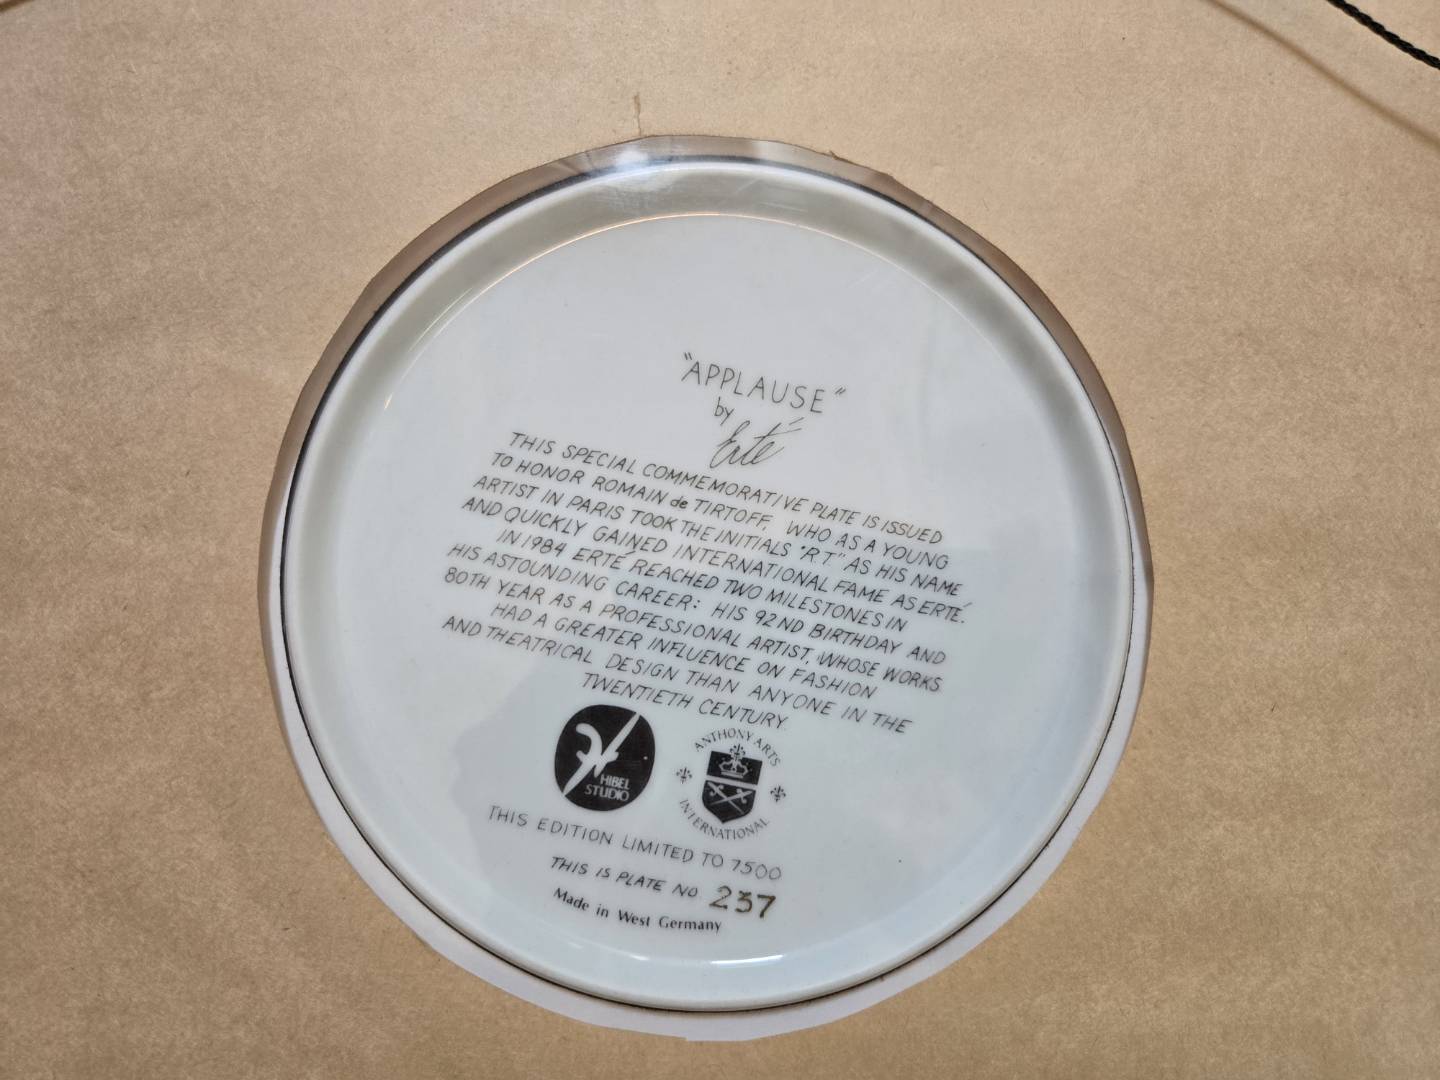 "APPLAUSE"
by
Erté
THIS SPECIAL COMMEMORATIVE PLATE IS ISSUED
TO HONOR ROMAIN de TIRTOFF, WHO AS A YOUNG
ARTIST IN PARIS TOOK THE INITIALS "RT" AS HIS NAME
AND QUICKLY GAINED INTERNATIONAL FAME AS ERTÉ.
IN 1984 ERTÉ REACHED TWO MILESTONES IN
HIS ASTOUNDING CAREER: HIS 92ND BIRTHDAY AND
80TH YEAR AS A PROFESSIONAL ARTIST, WHOSE WORKS
HAD A GREATER INFLUENCE ON FASHION
AND THEATRICAL DESIGN THAN ANYONE IN THE
TWENTIETH CENTURY.
HIBEL
STUDIO
ANTHONY ARTS
INTERNATIONAL
THIS EDITION LIMITED TO 7500
THIS IS PLATE NO. 237
Made in West Germany